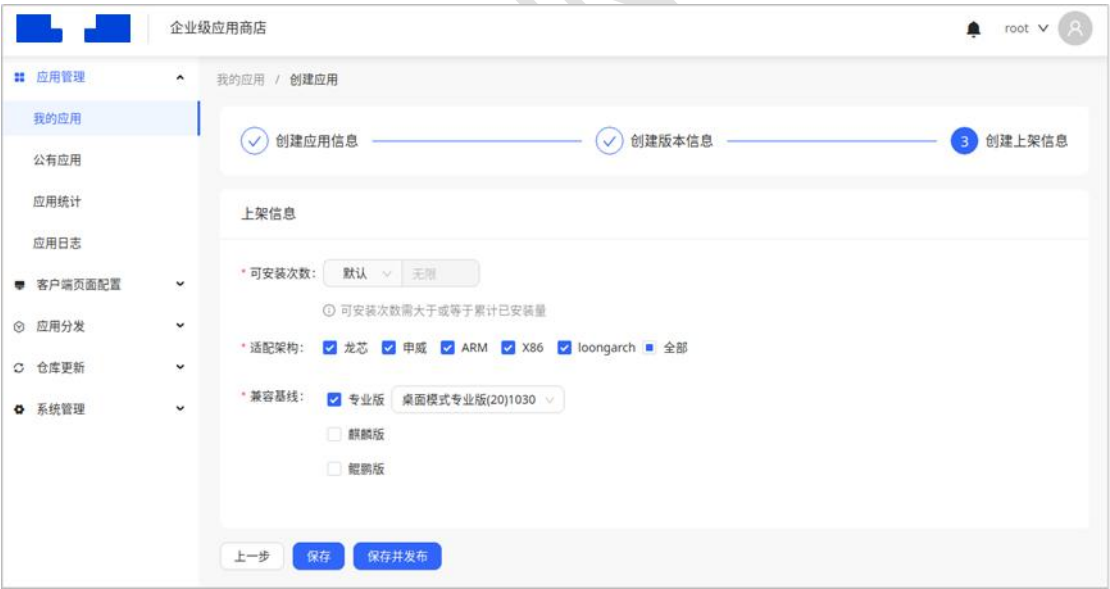 企业级应用商店
root
应用管理
我的应用 / 创建应用
我的应用
创建应用信息
创建版本信息
3 创建上架信息
公有应用
应用统计
上架信息
应用日志
* 可安装次数: 默认 无限
客户端页面配置
可安装次数需大于或等于累计已安装量
应用分发
* 适配架构: 龙芯 申威 ARM X86 loongarch 全部
仓库更新
* 兼容基线: 专业版 桌面模式专业版(20)1030
系统管理
麒麟版
鲲鹏版
上一步 保存 保存并发布